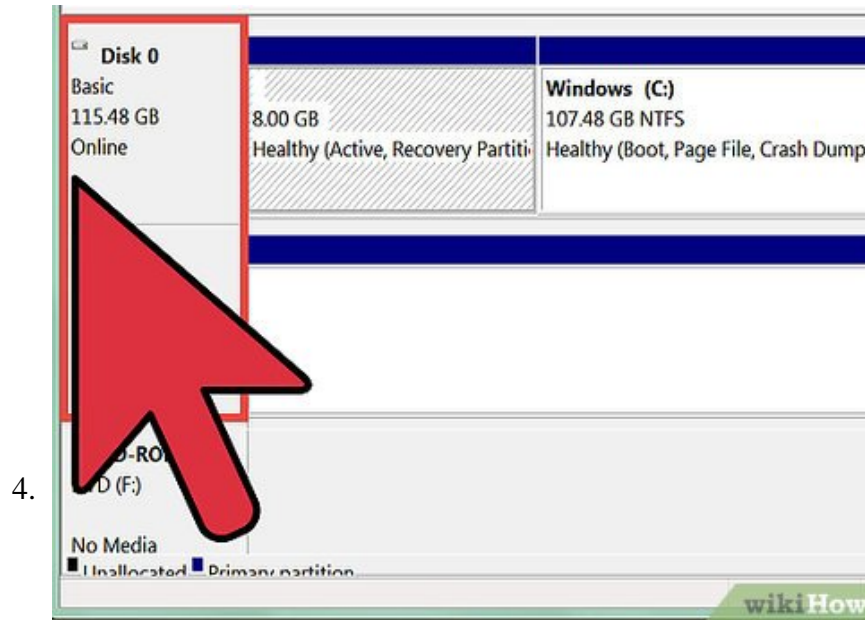 Disk 0
Basic
115.48 GB
Online
8.00 GB
Healthy (Active, Recovery Partiti
Windows (C:)
107.48 GB NTFS
Healthy (Boot, Page File, Crash Dump
4.
D (F:)
No Media
Unallocated Primary partition
wikiHow